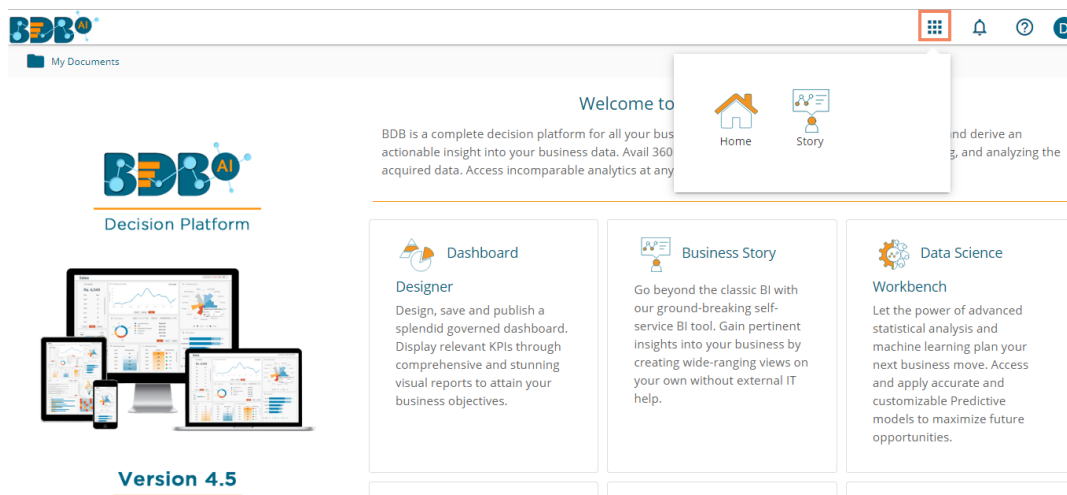 BDB AI
D
My Documents
Welcome to
BDB is a complete decision platform for all your bus
nd derive an
actionable insight into your business data. Avail 360
g, and analyzing the
acquired data. Access incomparable analytics at any
Home
Story
BDB AI
Decision Platform
Version 4.5
Dashboard
Designer
Design, save and publish a
splendid governed dashboard.
Display relevant KPIs through
comprehensive and stunning
visual reports to attain your
business objectives.
Business Story
Go beyond the classic BI with
our ground-breaking self-
service BI tool. Gain pertinent
insights into your business by
creating wide-ranging views on
your own without external IT
help.
Data Science
Workbench
Let the power of advanced
statistical analysis and
machine learning plan your
next business move. Access
and apply accurate and
customizable Predictive
models to maximize future
opportunities.